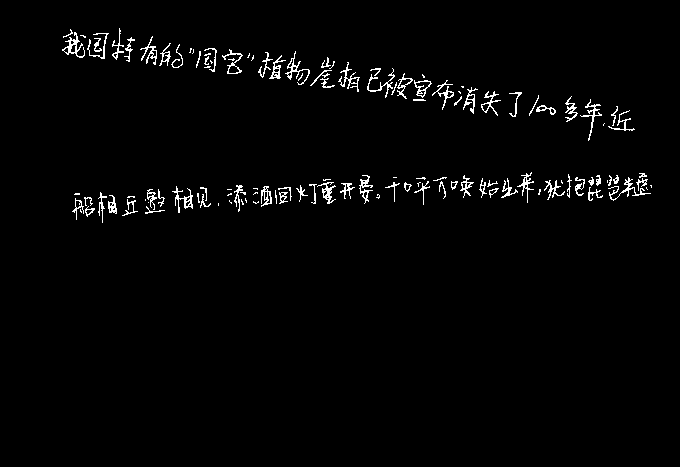 我国特有的"国宝"植物崖柏已被宣布消失了100多年,近
船相近邀相见,添酒回灯重开宴。千呼万唤始出来,犹抱琵琶半遮